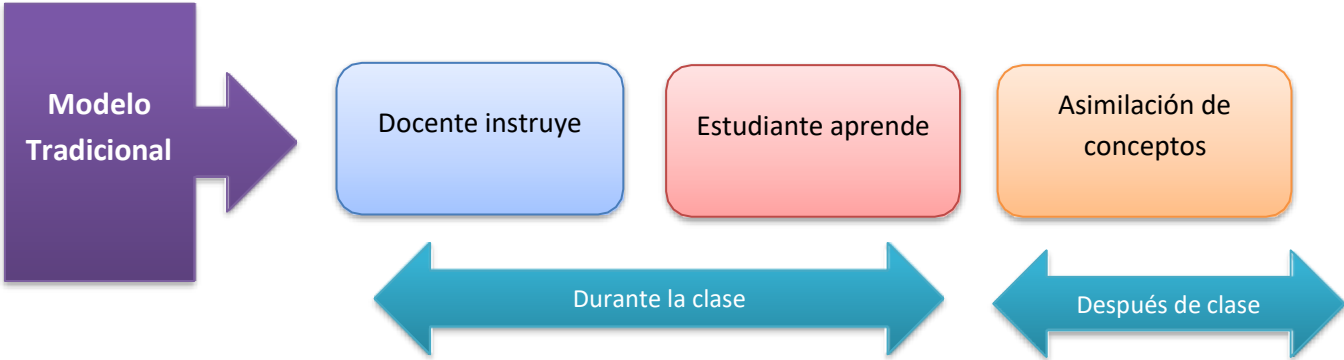 Modelo
Tradicional
Docente instruye
Estudiante aprende
Asimilación de
conceptos
Durante la clase
Después de clase